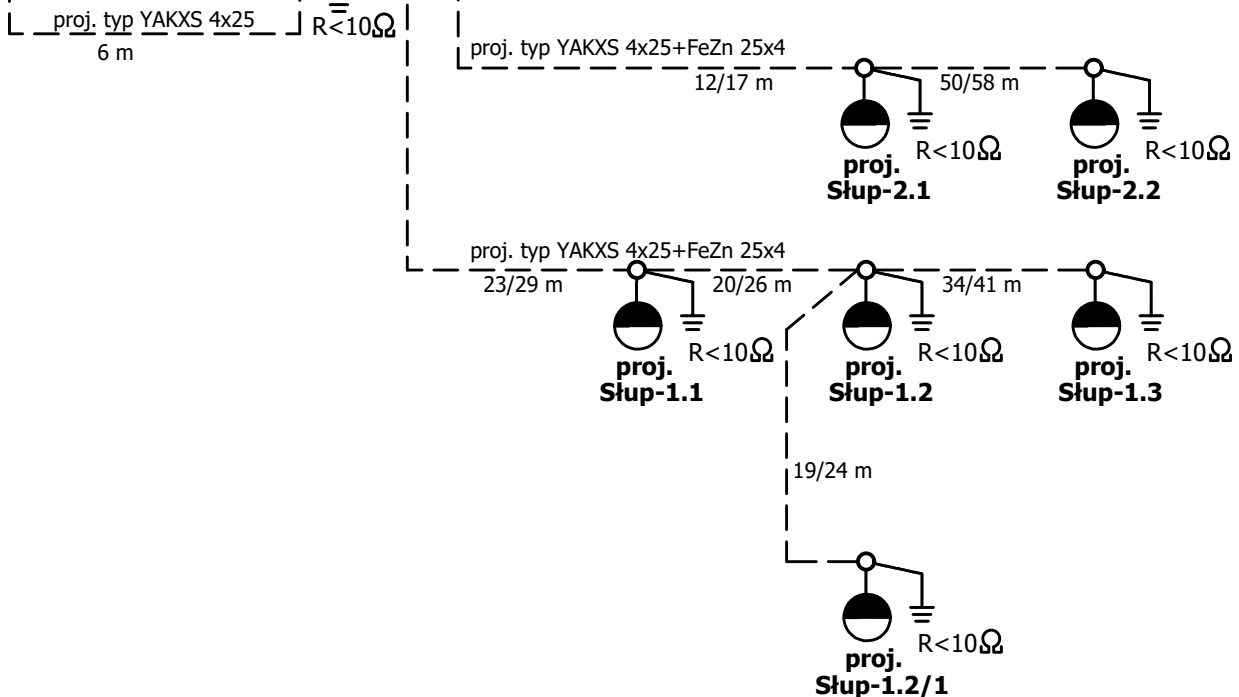 proj. typ YAKXS 4x25
R<10Ω
6 m
proj. typ YAKXS 4x25+FeZn 25x4
12/17 m
50/58 m
R<10Ω
R<10Ω
proj.
Słup-2.1
proj.
Słup-2.2
proj. typ YAKXS 4x25+FeZn 25x4
23/29 m
20/26 m
34/41 m
R<10Ω
R<10Ω
R<10Ω
proj.
Słup-1.1
proj.
Słup-1.2
proj.
Słup-1.3
19/24 m
R<10Ω
proj.
Słup-1.2/1